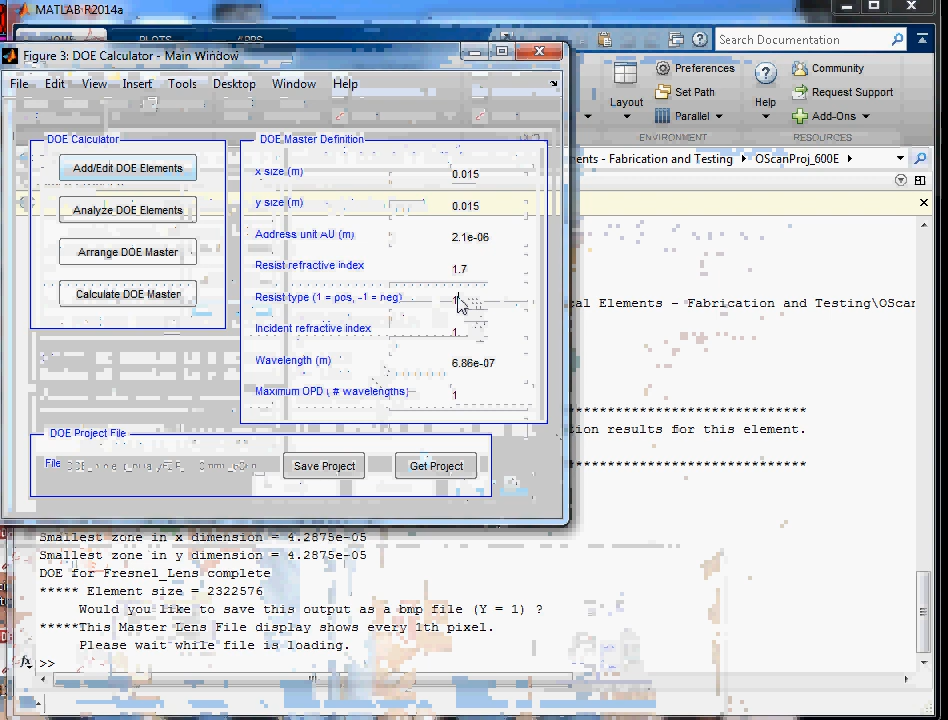 MATLAB R2014a
HOME PLOTS APPS
Search Documentation
Figure 3: DOE Calculator - Main Window
File Edit View Insert Tools Desktop Window Help
Layout
Preferences
Set Path
Parallel
Help
Community
Request Support
Add-Ons
ENVIRONMENT RESOURCES
ents - Fabrication and Testing OScanProj_600E
DOE Calculator
Add/Edit DOE Elements
Analyze DOE Elements
Arrange DOE Master
Calculate DOE Master
DOE Master Definition
x size (m) 0.015
y size (m) 0.015
Address unit AU (m) 2.1e-06
Resist refractive index 1.7
Resist type (1 = pos, -1 = neg) 1
Incident refractive index 1
Wavelength (m) 6.86e-07
Maximum OPD ( # wavelengths) 1
DOE Project File
File
Save Project
Get Project
al Elements - Fabrication and Testing\OScan
******************************
ion results for this element.
******************************
Smallest zone in x dimension = 4.2875e-05
Smallest zone in y dimension = 4.2875e-05
DOE for Fresnel_Lens complete
***** Element size = 2322576
Would you like to save this output as a bmp file (Y = 1) ?
*****This Master Lens File display shows every 1th pixel.
Please wait while file is loading.
fx >>